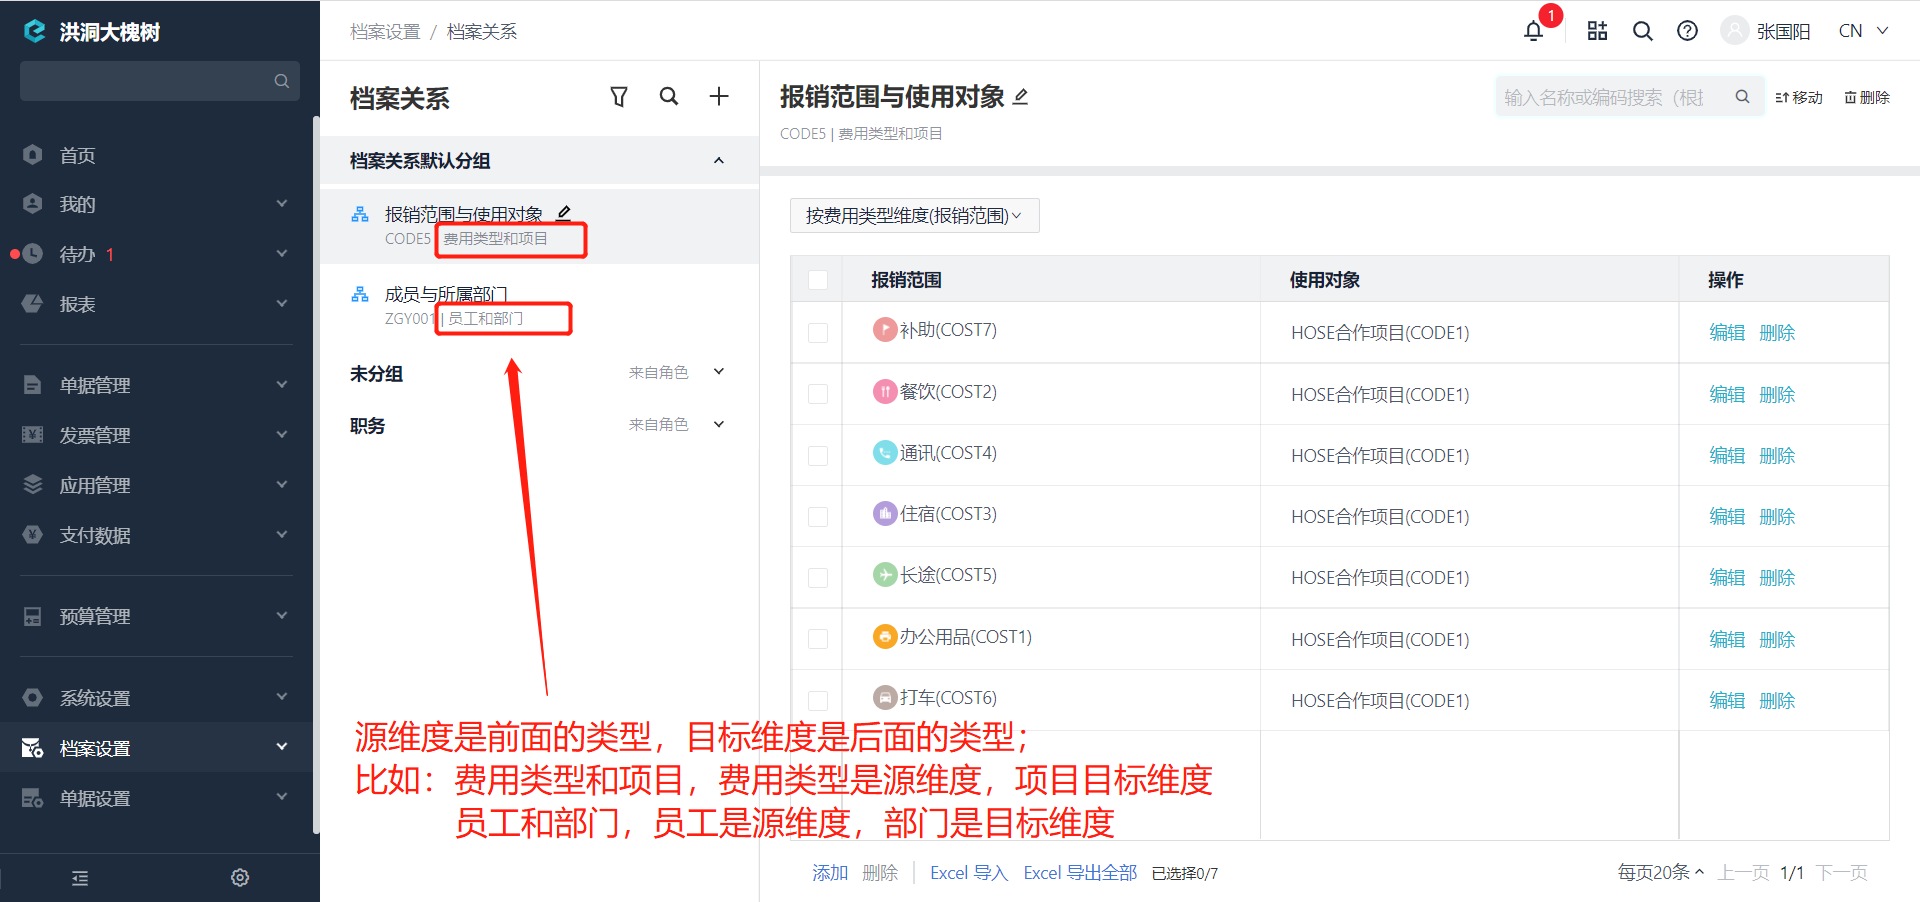 洪洞大槐树
首页
我的
待办 1
报表
单据管理
发票管理
应用管理
支付数据
预算管理
系统设置
档案设置
单据设置
档案设置 / 档案关系
1
张国阳
CN
档案关系
档案关系默认分组
报销范围与使用对象
CODE5 费用类型和项目
成员与所属部门
ZGY001 | 员工和部门
未分组 来自角色
职务 来自角色
报销范围与使用对象
CODE5 | 费用类型和项目
输入名称或编码搜索（根
移动
删除
按费用类型维度(报销范围)
报销范围 使用对象 操作
补助(COST7) HOSE合作项目(CODE1) 编辑 删除
餐饮(COST2) HOSE合作项目(CODE1) 编辑 删除
通讯(COST4) HOSE合作项目(CODE1) 编辑 删除
住宿(COST3) HOSE合作项目(CODE1) 编辑 删除
长途(COST5) HOSE合作项目(CODE1) 编辑 删除
办公用品(COST1) HOSE合作项目(CODE1) 编辑 删除
打车(COST6) HOSE合作项目(CODE1) 编辑 删除
源维度是前面的类型，目标维度是后面的类型；
比如：费用类型和项目，费用类型是源维度，项目目标维度
员工和部门，员工是源维度，部门是目标维度
添加 删除 Excel 导入 Excel 导出全部 已选择0/7
每页20条 上一页 1/1 下一页